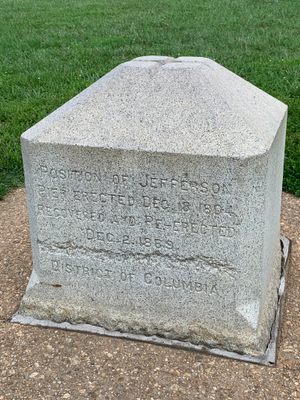 POSITION OF JEFFERSON
PIER ERECTED DEC. 18, 1804.
RECOVERED AND RE-ERECTED
DEC. 2, 1889.
DISTRICT OF COLUMBIA